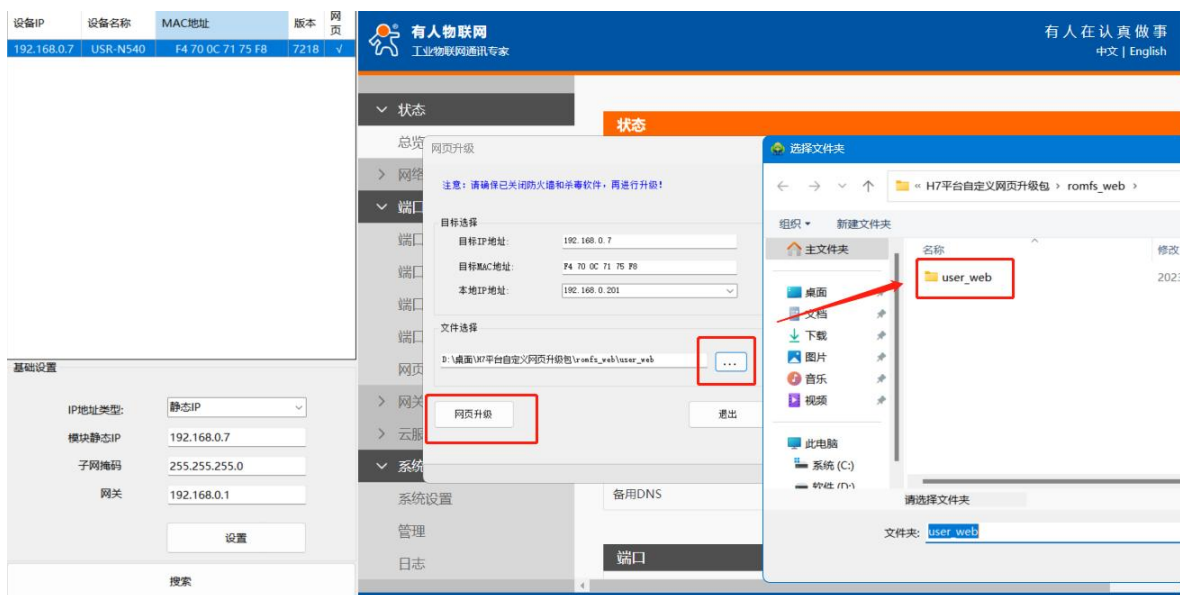 设备IP 设备名称 MAC地址 版本 网页
192.168.0.7 USR-N540 F4 70 0C 71 75 F8 7218 √
基础设置
IP地址类型: 静态IP
模块静态IP 192.168.0.7
子网掩码 255.255.255.0
网关 192.168.0.1
设置
搜索
有人物联网
工业物联网通讯专家
有人在认真做事
中文 | English
状态
总览
网络
端口
端口
端口
端口
端口
网页
网关
云服
系统
系统设置
管理
日志
状态
备用DNS
端口
网页升级
注意: 请确保已关闭防火墙和杀毒软件, 再进行升级!
目标选择
目标IP地址: 192.168.0.7
目标MAC地址: F4 70 0C 71 75 F8
本地IP地址: 192.168.0.201
文件选择
D:\桌面\H7平台自定义网页升级包\romfs_web\user_web
...
网页升级
退出
选择文件夹
« H7平台自定义网页升级包 › romfs_web ›
组织 新建文件夹
主文件夹
桌面
文档
下载
图片
音乐
视频
此电脑
系统 (C:)
软件 (D:)
名称 修改
user_web 2023
请选择文件夹
文件夹: user_web